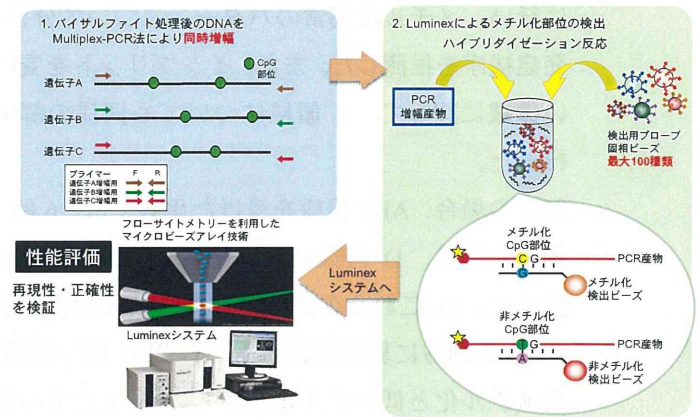 1. バイサルファイト処理後のDNAを
Multiplex-PCR法により同時増幅
CpG
部位
遺伝子A
遺伝子B
遺伝子C
プライマー F R
遺伝子A増幅用
遺伝子B増幅用
遺伝子C増幅用
2. Luminexによるメチル化部位の検出
ハイブリダイゼーション反応
PCR
増幅産物
検出用プローブ
固相ビーズ
最大100種類
メチル化
CpG部位
C G
PCR産物
G
メチル化
検出ビーズ
非メチル化
CpG部位
T G
PCR産物
A
非メチル化
検出ビーズ
Luminex
システムへ
フローサイトメトリーを利用した
マイクロビーズアレイ技術
Luminexシステム
性能評価
再現性・正確性
を検証